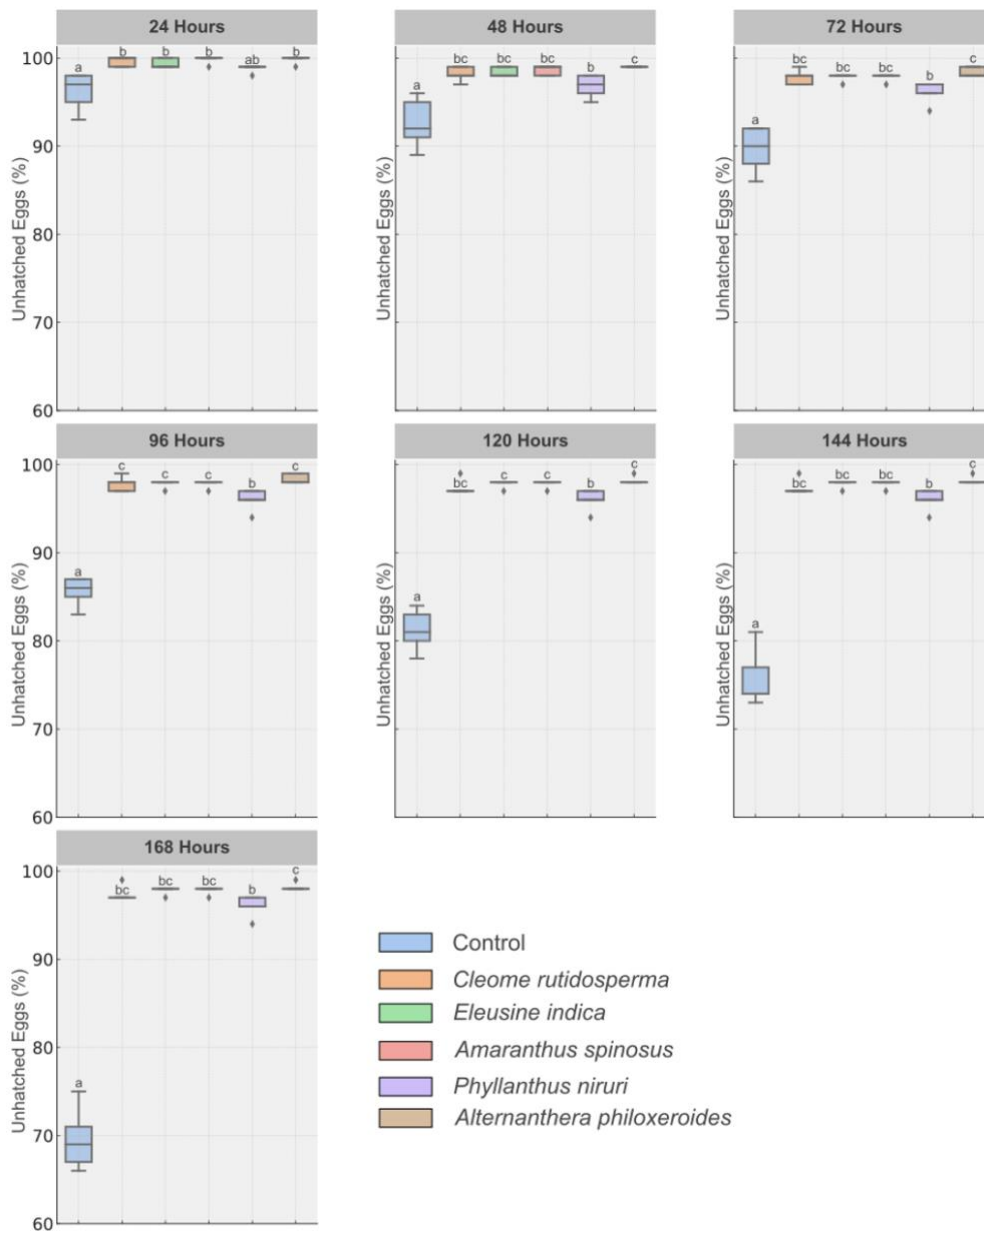 24 Hours
48 Hours
72 Hours
100
90
80
70
60
Unhatched Eggs (%)
a
b
b
b
ab
b
Unhatched Eggs (%)
a
bc
bc
bc
b
c
Unhatched Eggs (%)
a
bc
bc
bc
b
c
96 Hours
120 Hours
144 Hours
100
90
80
70
60
Unhatched Eggs (%)
a
c
c
c
b
c
Unhatched Eggs (%)
a
bc
c
c
b
c
Unhatched Eggs (%)
a
bc
bc
bc
b
c
168 Hours
100
90
80
70
60
Unhatched Eggs (%)
a
bc
bc
bc
b
c
Control
Cleome rutidosperma
Eleusine indica
Amaranthus spinosus
Phyllanthus niruri
Alternanthera philoxeroides